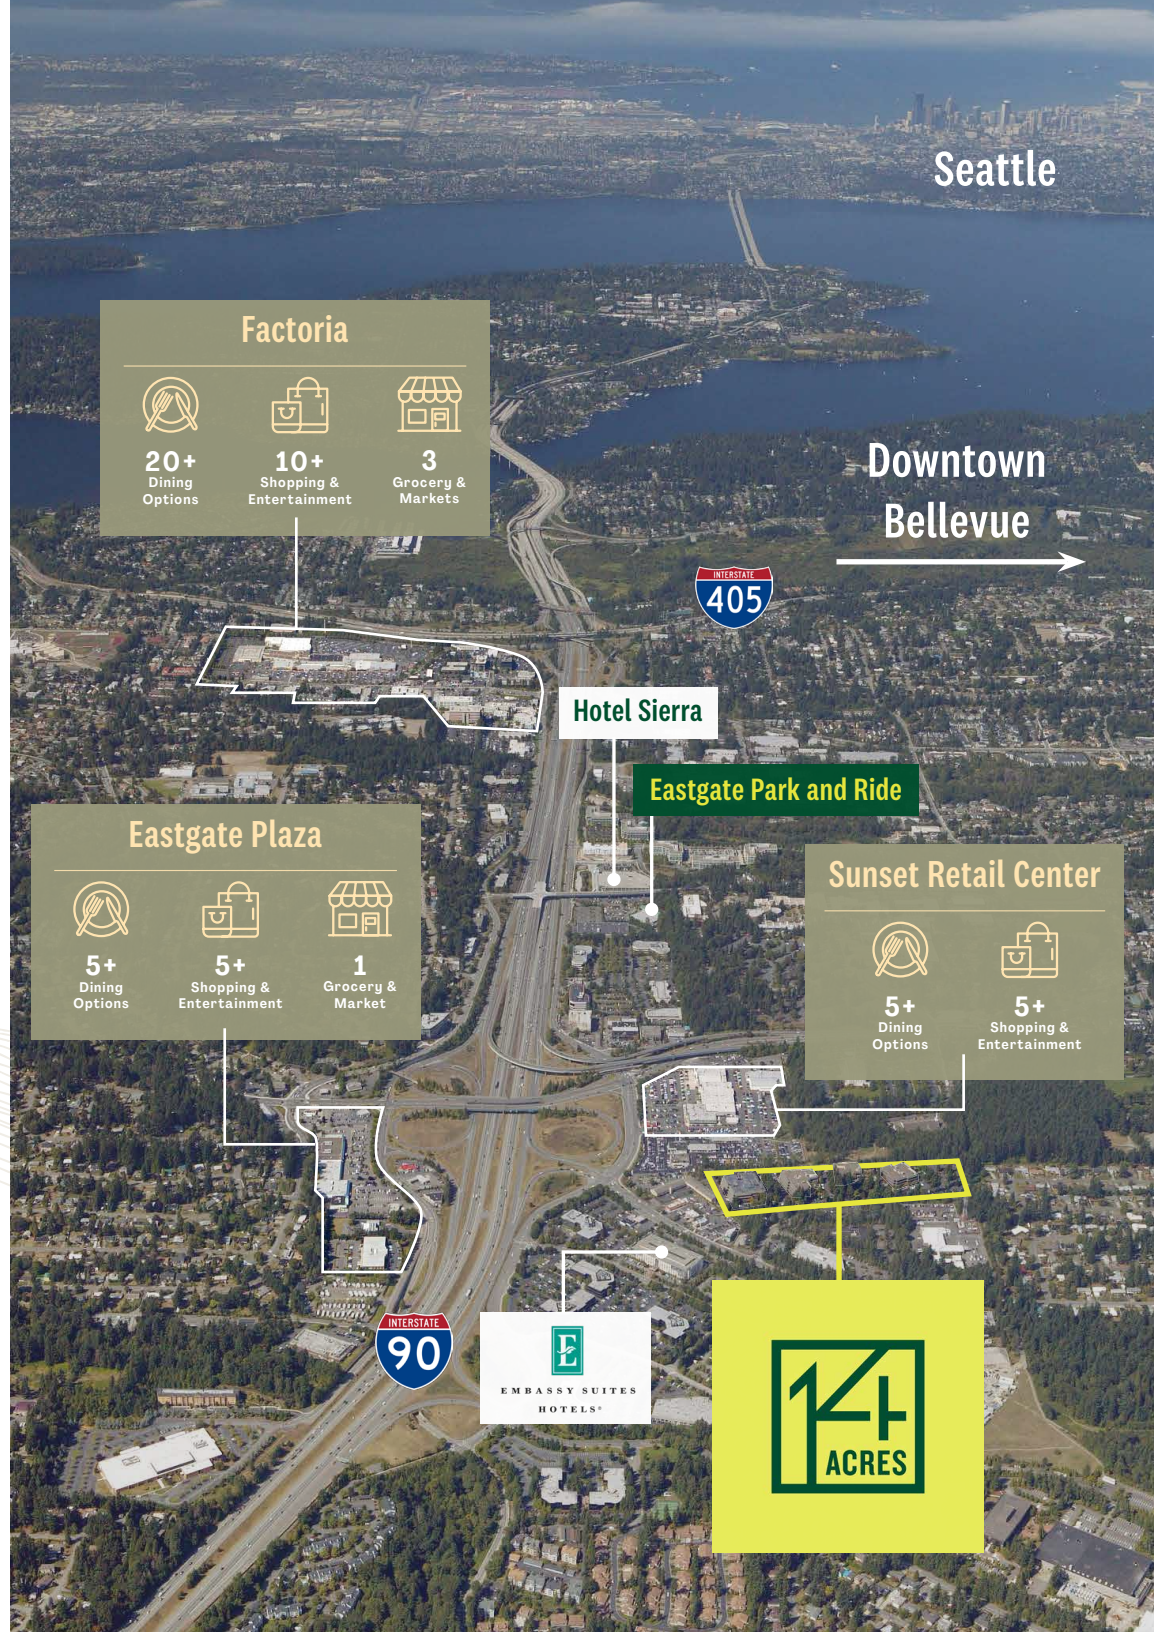 Seattle
Factoria
20+
Dining
Options
10+
Shopping &
Entertainment
3
Grocery &
Markets
Downtown
Bellevue
INTERSTATE
405
Hotel Sierra
Eastgate Park and Ride
Eastgate Plaza
5+
Dining
Options
5+
Shopping &
Entertainment
1
Grocery &
Market
Sunset Retail Center
5+
Dining
Options
5+
Shopping &
Entertainment
INTERSTATE
90
E
EMBASSY SUITES
HOTELS®
14
ACRES